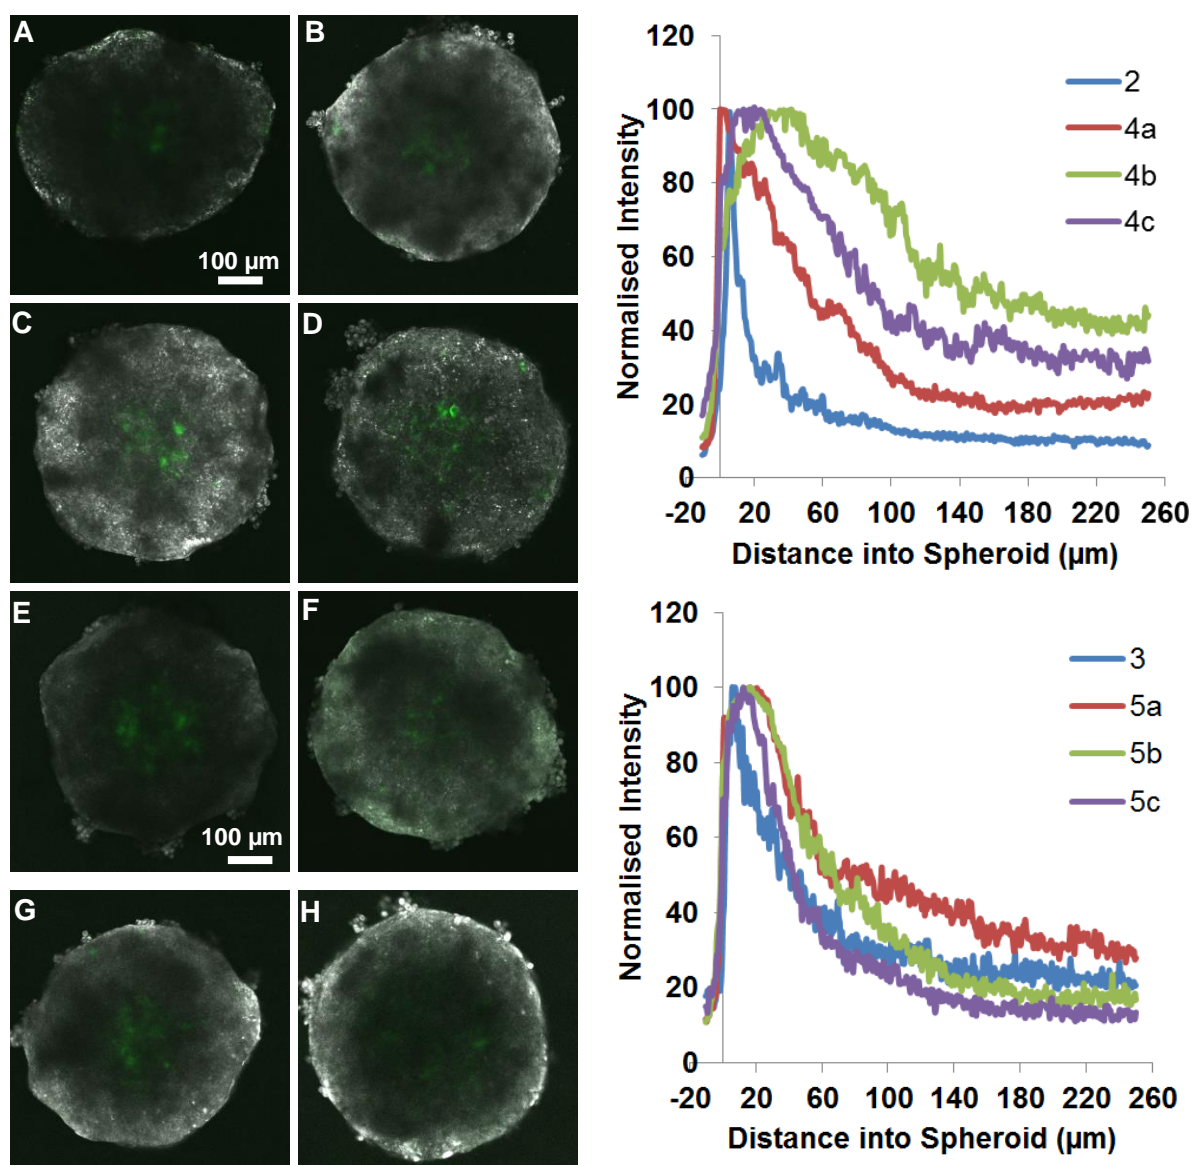 A
B
100 µm
C
D
E
F
100 µm
G
H
120
100
80
60
40
20
0
Normalised Intensity
2
4a
4b
4c
-20 20 60 100 140 180 220 260
Distance into Spheroid (µm)
120
100
80
60
40
20
0
Normalised Intensity
3
5a
5b
5c
-20 20 60 100 140 180 220 260
Distance into Spheroid (µm)